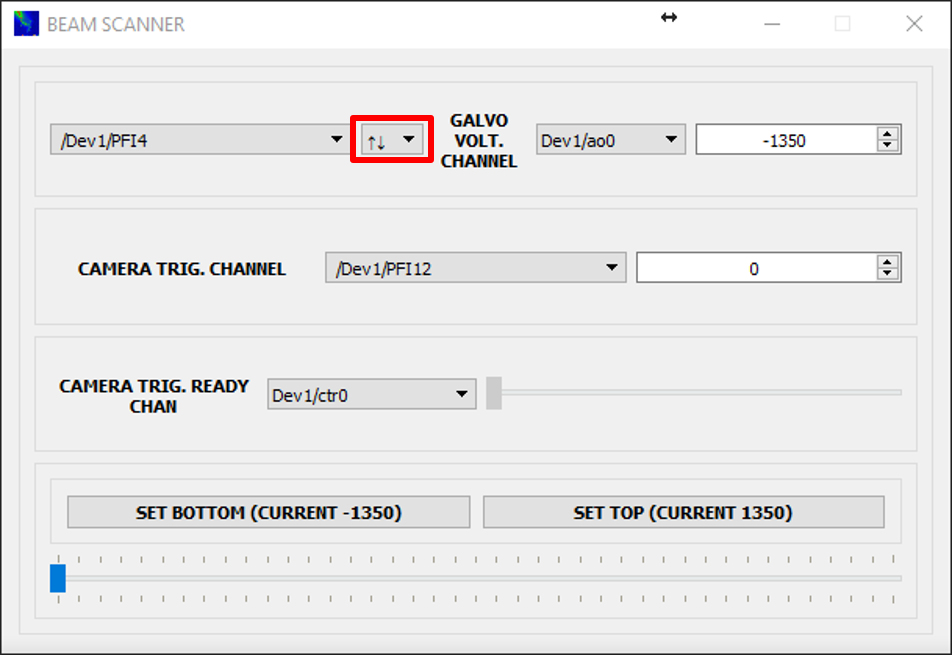 BEAM SCANNER
/Dev1/PFI4
↑↓
GALVO
VOLT.
CHANNEL
Dev1/ao0
-1350
CAMERA TRIG. CHANNEL
/Dev1/PFI12
0
CAMERA TRIG. READY
CHAN
Dev1/ctr0
SET BOTTOM (CURRENT -1350)
SET TOP (CURRENT 1350)